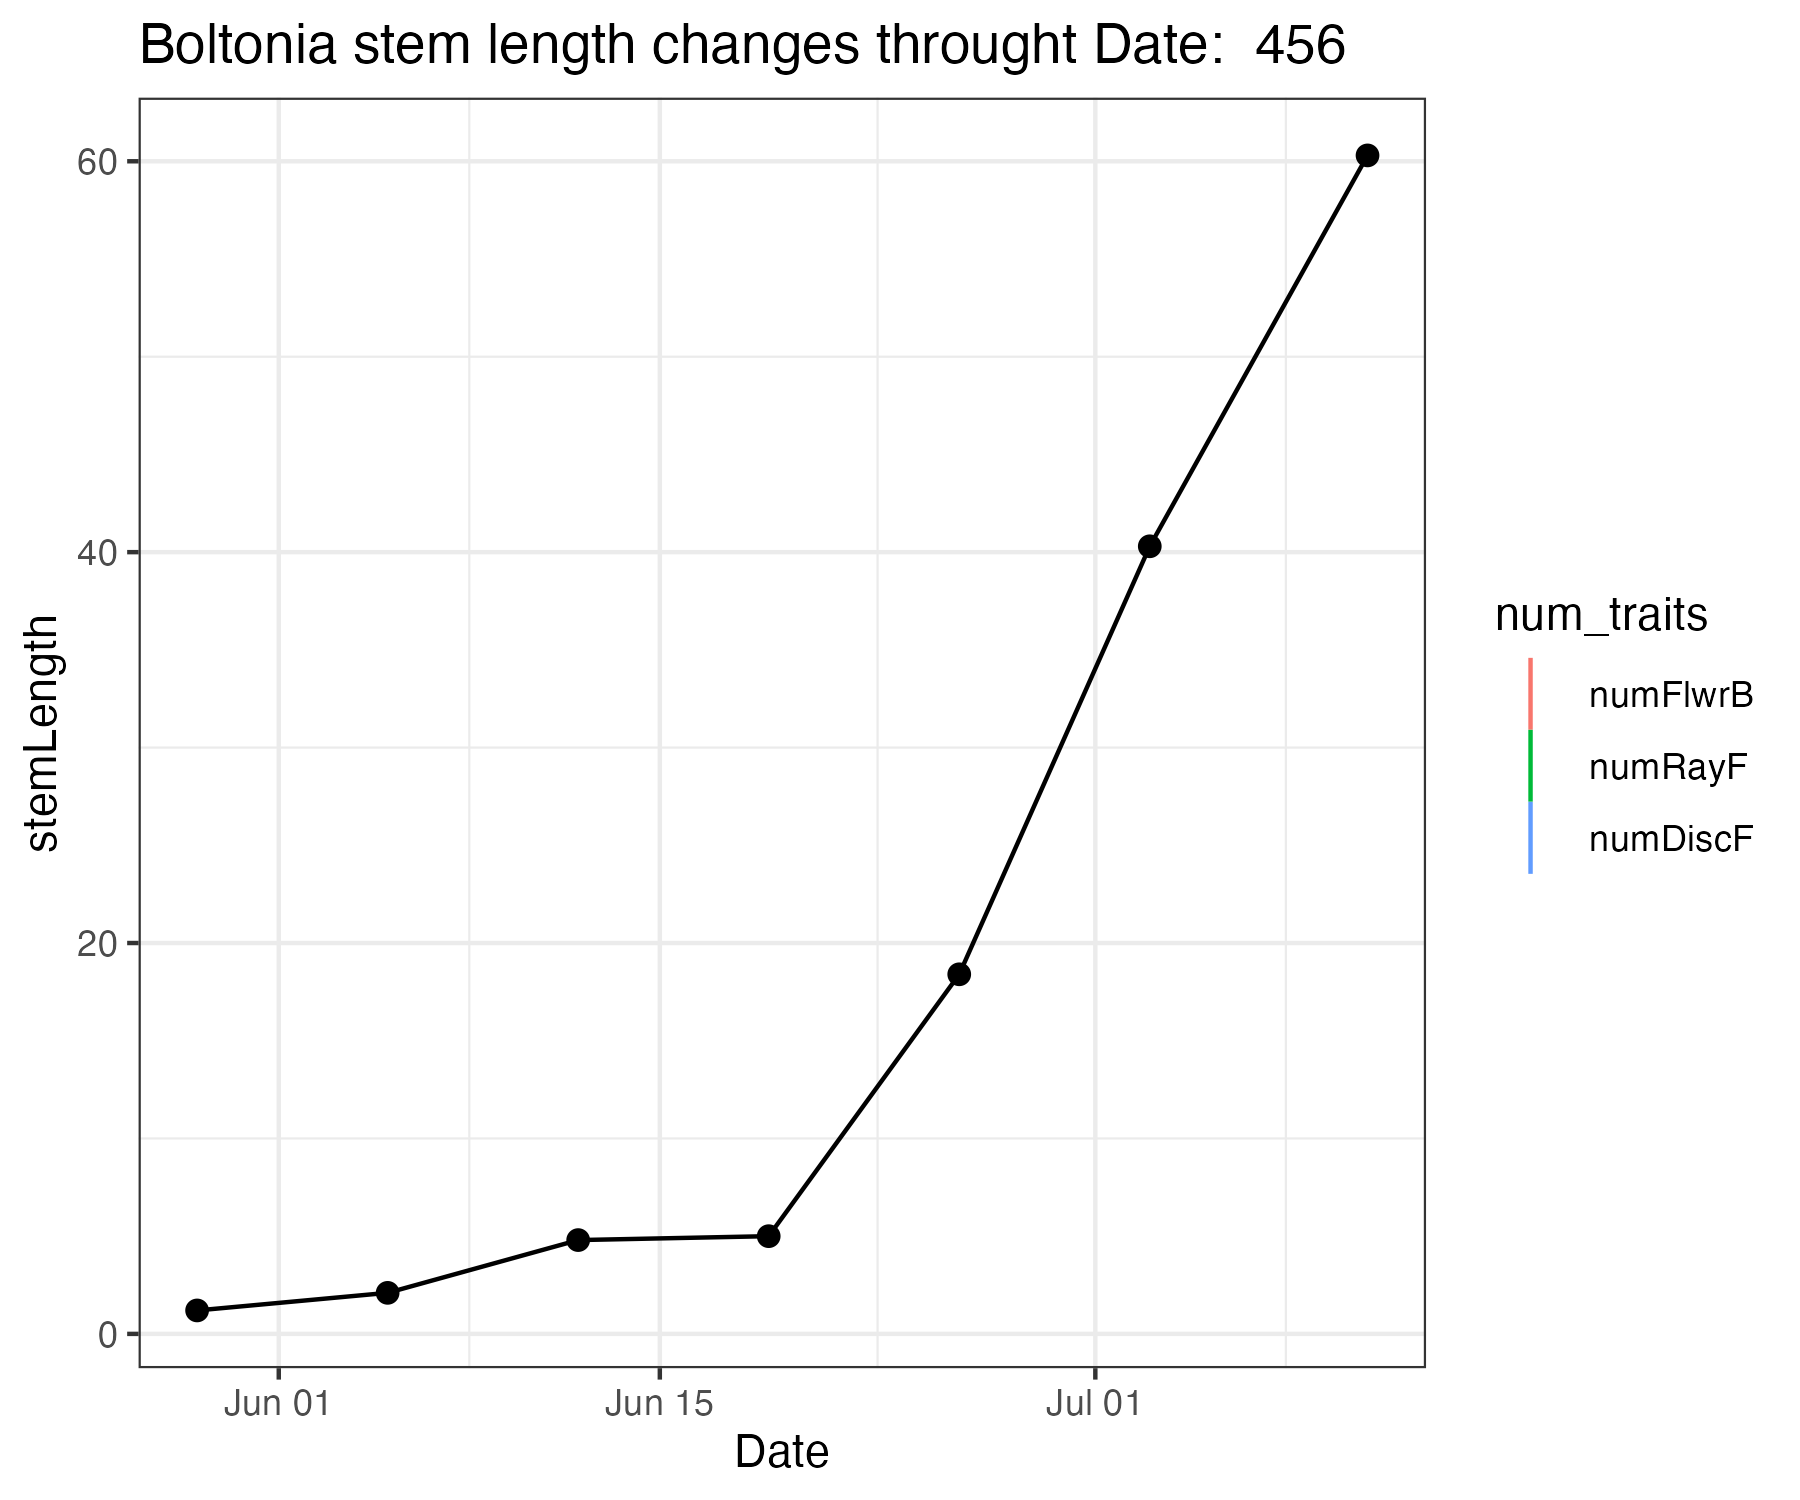 Boltonia stem length changes throught Date:  456
60
40
20
0
stemLength
Jun 01
Jun 15
Jul 01
Date
num_traits
numFlwrB
numRayF
numDiscF